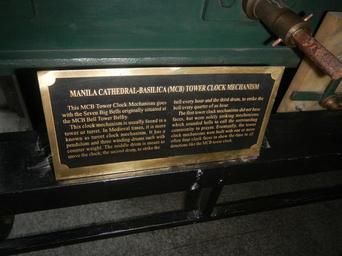 MANILA CATHEDRAL-BASILICA (MCB) TOWER CLOCK MECHANISM
This MCB Tower Clock Mechanism goes
with the Seven Big Bells originally situated at
the MCB Bell Tower Belfry.
This clock mechanism is usually found in a
tower or turret. In Medieval times, it is more
known as turret clock mechanism. It has a
pendulum and three winding drums each with
counter weight. The middle drum is meant to
move the clock; the second drum, to strike the
bell every hour and the third drum, to strike the
bell every quarter of an hour.
The first tower clock mechanisms did not have
faces, but were solely striking mechanisms
which sounded bells to call the surrounding
community to prayers. Eventually, the tower
clock mechanisms were built with one or more
often four clock faces to show the time in all
directions like the MCB tower clock.